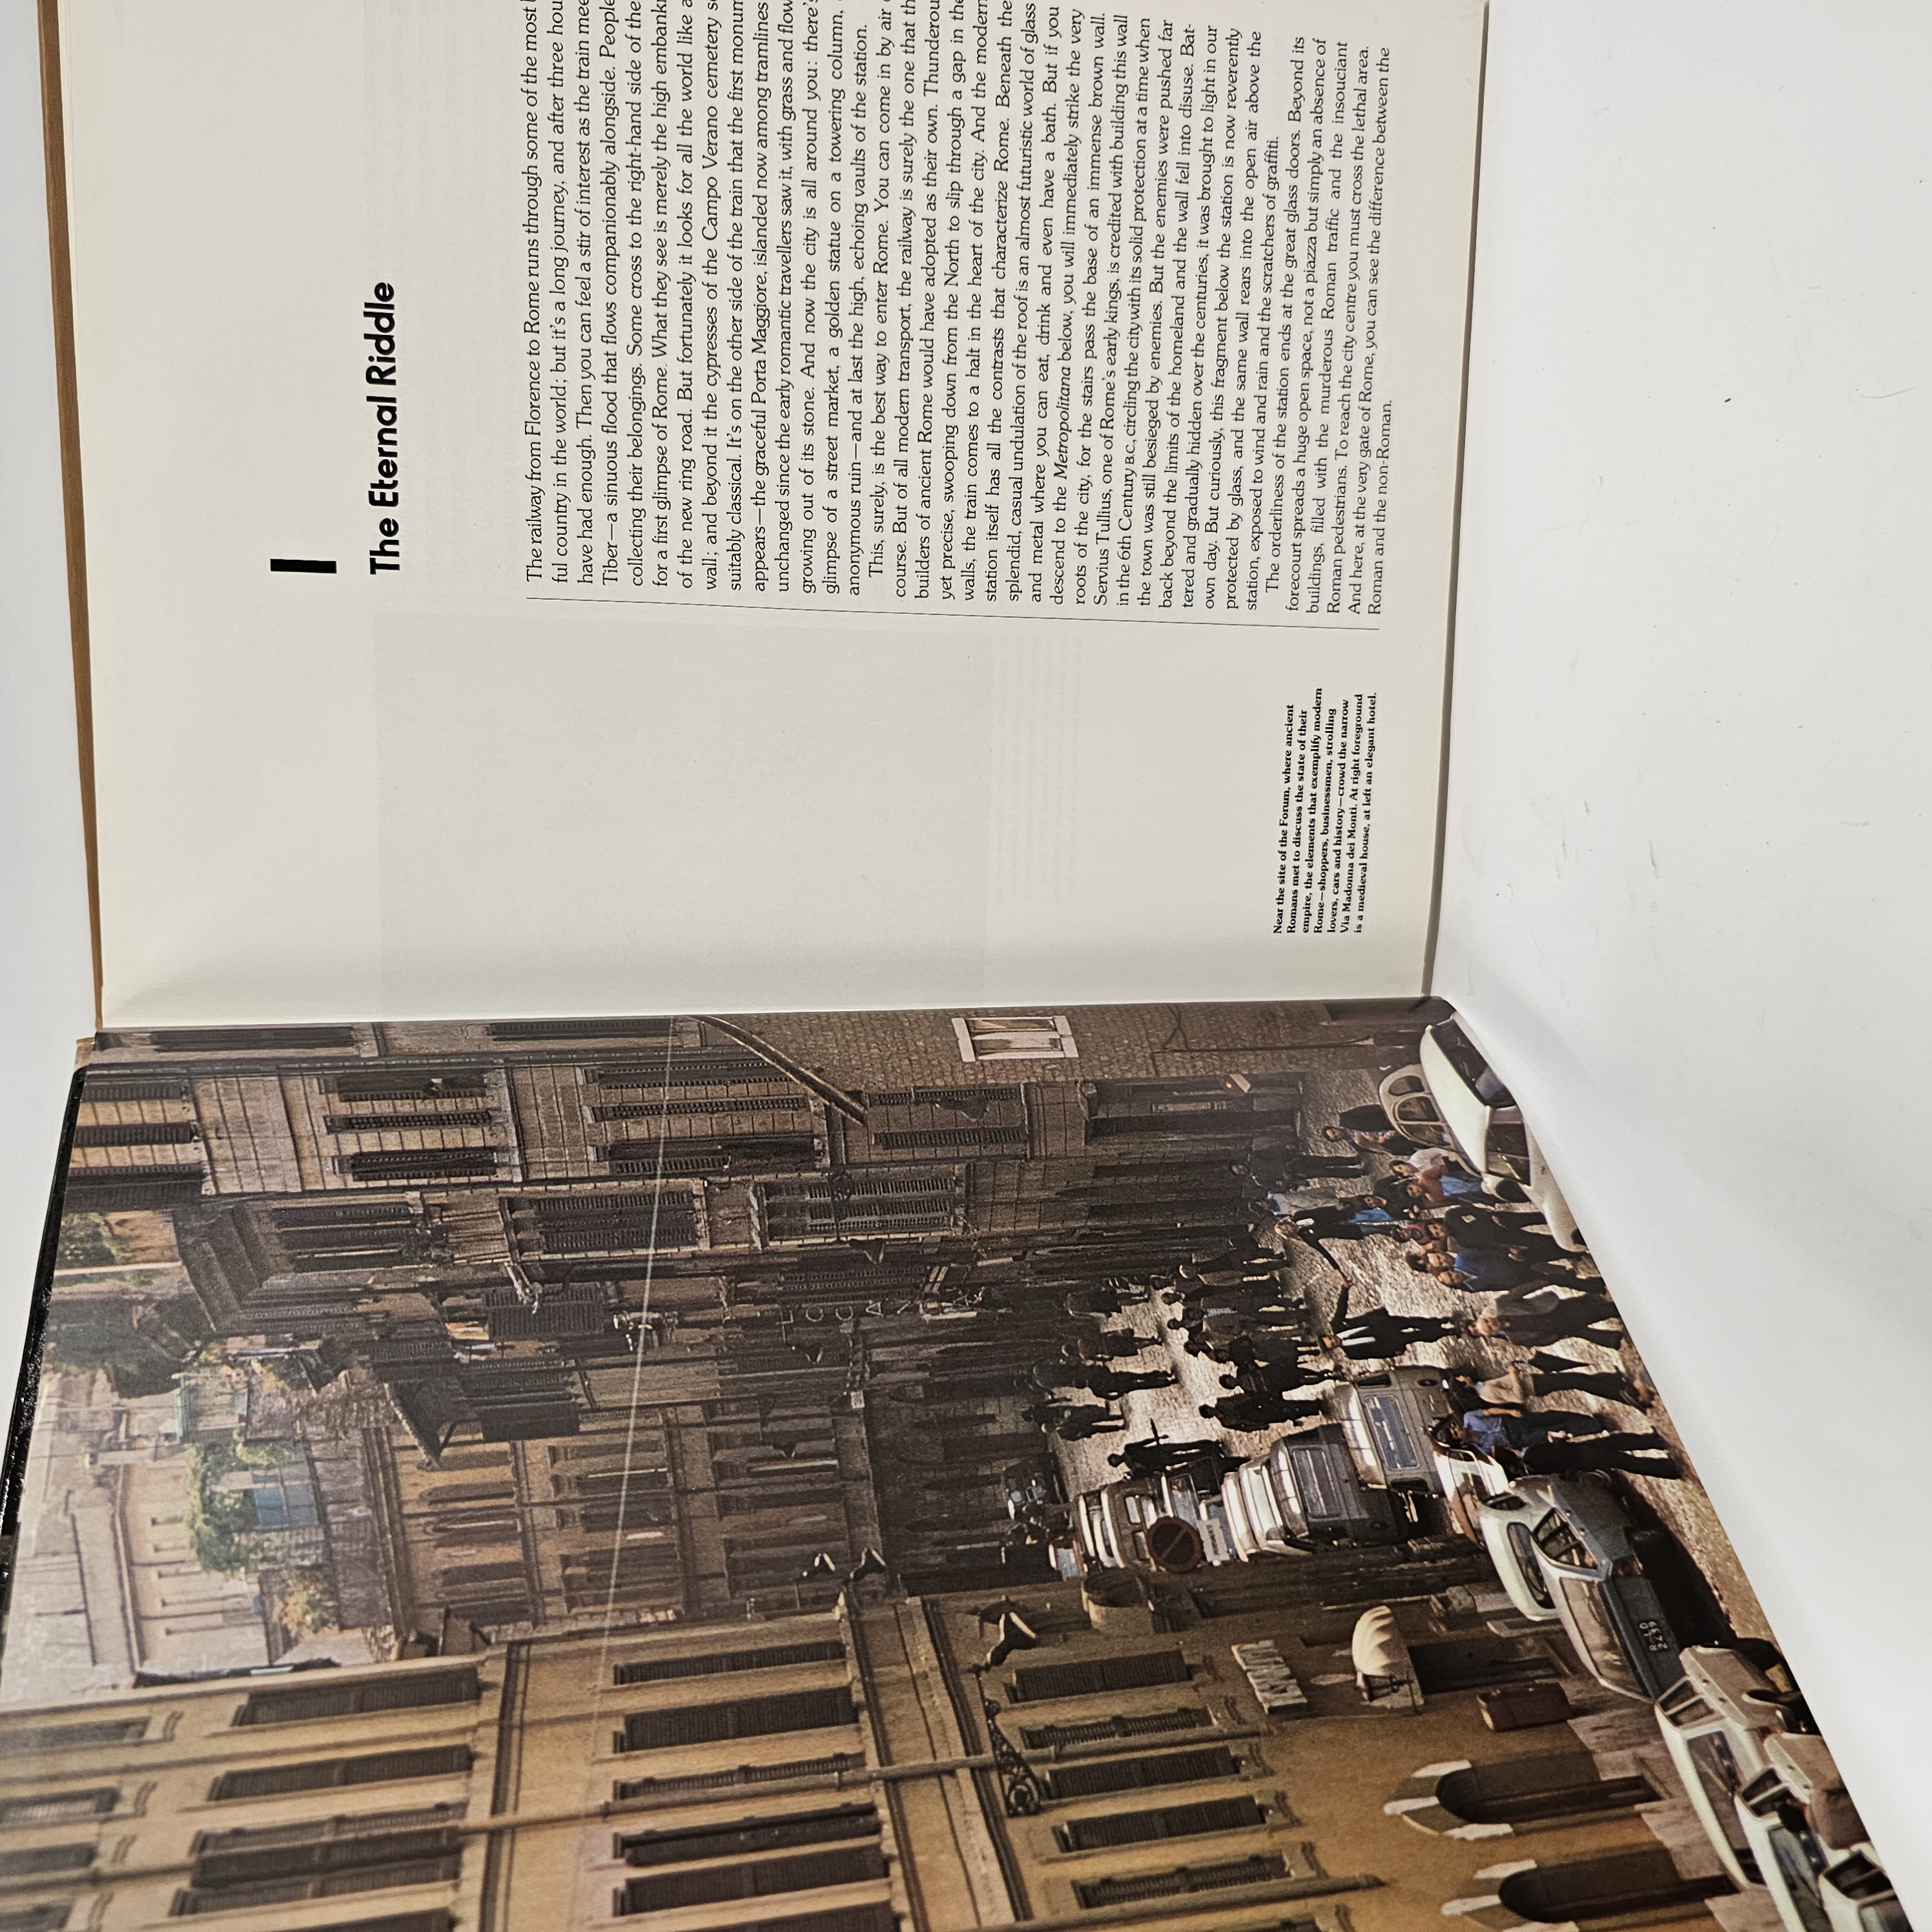 LOCANDA
RISTORANTE
PERMANENTE
R-L0
2439
I
The Eternal Riddle
The railway from Florence to Rome runs through some of the most
ful country in the world; but it's a long journey, and after three
have had enough. Then you can feel a stir of interest as the train
Tiber—a sinuous flood that flows companionably alongside. People
collecting their belongings. Some cross to the right-hand side of the
for a first glimpse of Rome. What they see is merely the high
of the new ring road. But fortunately it looks for all the world like a
wall; and beyond it the cypresses of the Campo Verano cemetery
suitably classical. It's on the other side of the train that the first
appears—the graceful Porta Maggiore, islanded now among tramlines
unchanged since the early romantic travellers saw it, with grass and
growing out of its stone. And now the city is all around you: there's
glimpse of a street market, a golden statue on a towering column,
anonymous ruin—and at last the high, echoing vaults of the station.
This, surely, is the best way to enter Rome. You can come in by air
course. But of all modern transport, the railway is surely the one that
builders of ancient Rome would have adopted as their own.
yet precise, swooping down from the North to slip through a gap in the
walls, the train comes to a halt in the heart of the city. And the modern
station itself has all the contrasts that characterize Rome. Beneath the
splendid, casual undulation of the roof is an almost futuristic world of glass
and metal where you can eat, drink and even have a bath. But if you
descend to the Metropolitana below, you will immediately strike the very
roots of the city, for the stairs pass the base of an immense brown wall.
Servius Tullius, one of Rome's early kings, is credited with building this wall
in the 6th Century B.C., circling the city with its solid protection at a time when
the town was still besieged by enemies. But the enemies were pushed far
back beyond the limits of the homeland and the wall fell into disuse. Bat-
tered and gradually hidden over the centuries, it was brought to light in our
own day. But curiously, this fragment below the station is now reverently
protected by glass, and the same wall rears into the open air above the
station, exposed to wind and rain and the scratchers of graffiti.
The orderliness of the station ends at the great glass doors. Beyond its
forecourt spreads a huge open space, not a piazza but simply an absence of
buildings, filled with the murderous Roman traffic and the insouciant
Roman pedestrians. To reach the city centre you must cross the lethal area.
And here, at the very gate of Rome, you can see the difference between the
Roman and the non-Roman.
Near the site of the Forum, where ancient
Romans met to discuss the state of their
empire, the elements that exemplify modern
Rome—shoppers, businessmen, strolling
lovers, cars and history—crowd the narrow
Via Madonna dei Monti. At right foreground
is a medieval house, at left an elegant hotel.